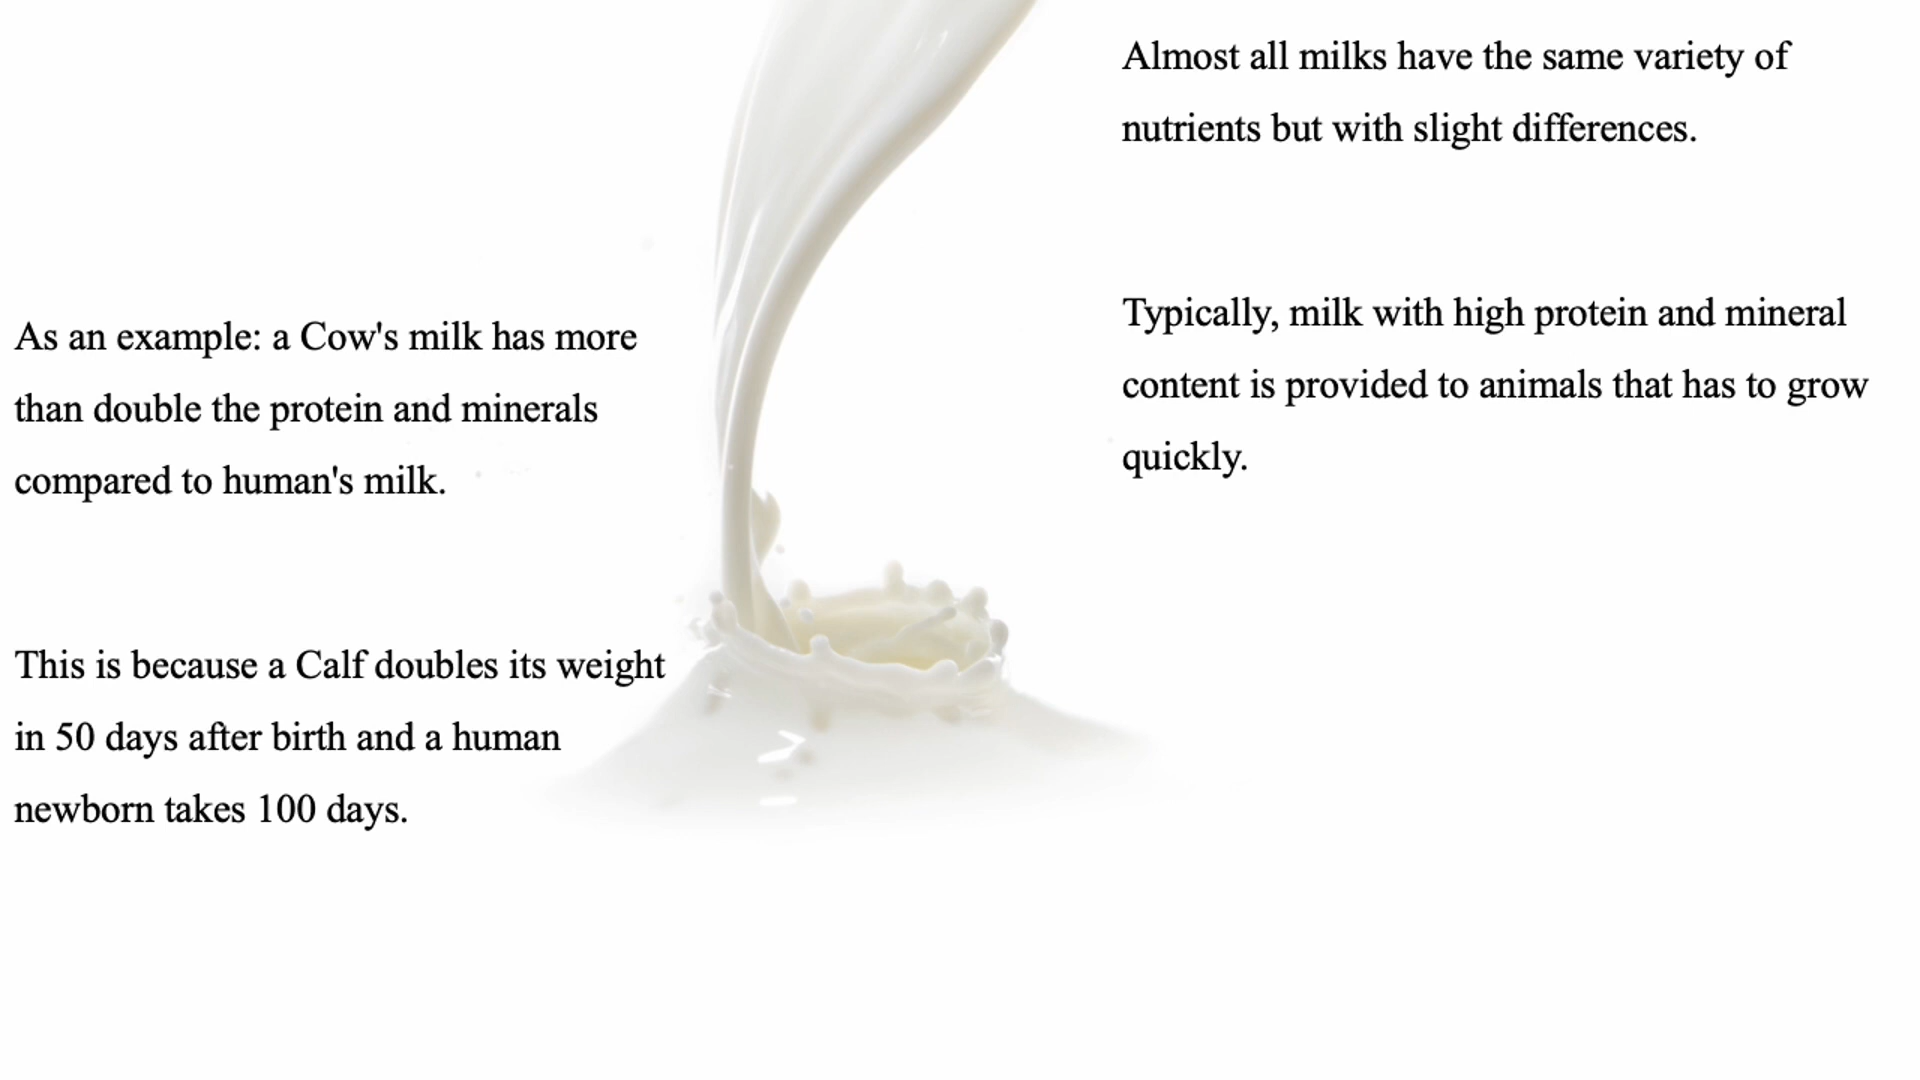 Almost all milks have the same variety of
nutrients but with slight differences.
Typically, milk with high protein and mineral
content is provided to animals that has to grow
quickly.
As an example: a Cow's milk has more
than double the protein and minerals
compared to human's milk.
This is because a Calf doubles its weight
in 50 days after birth and a human
newborn takes 100 days.